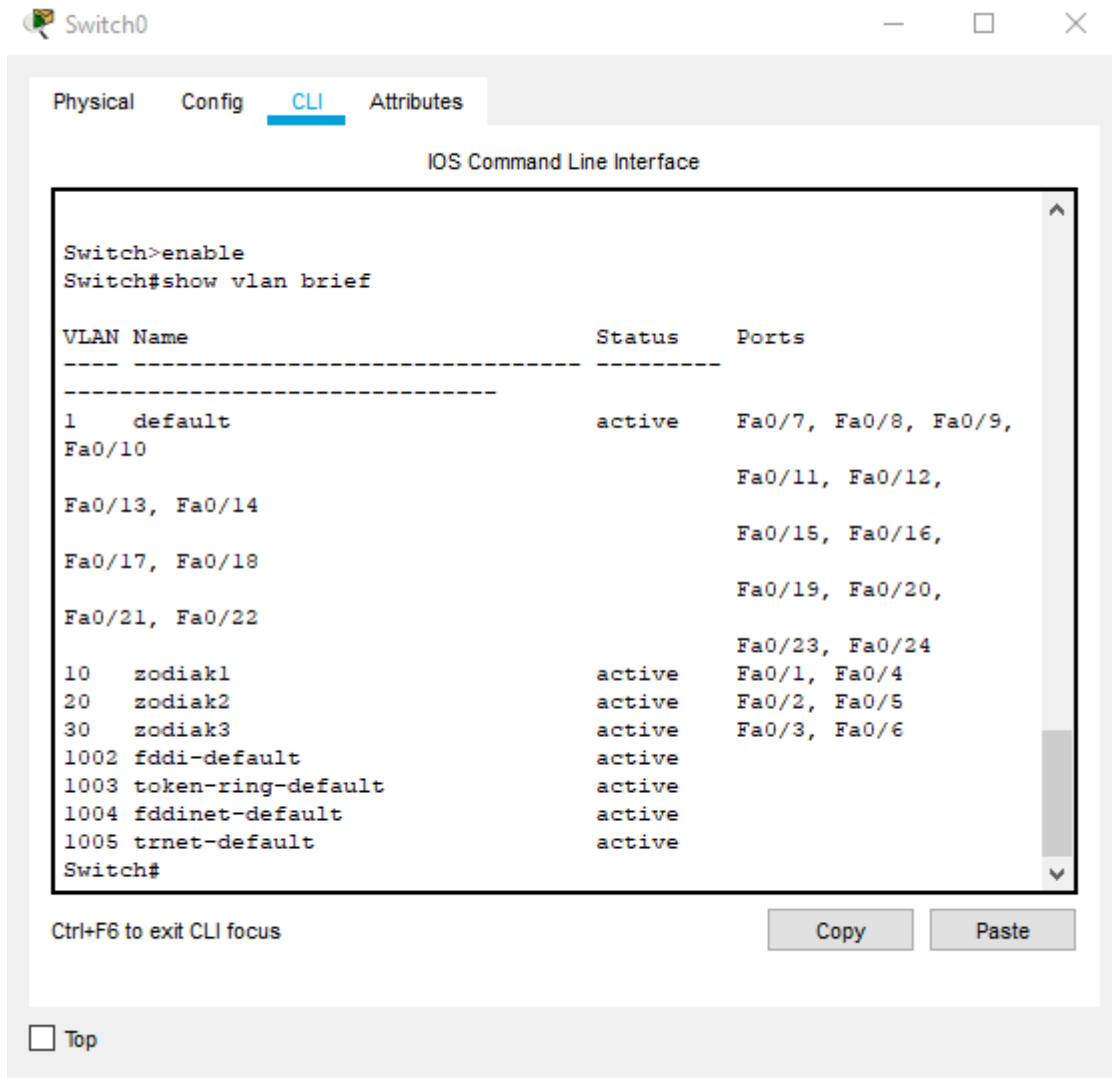 Switch0
Physical Config CLI Attributes
IOS Command Line Interface
Switch>enable
Switch#show vlan brief
VLAN Name                             Status    Ports
---- -------------------------------- ---------
-------------------------------
1    default                          active    Fa0/7, Fa0/8, Fa0/9,
Fa0/10
                                                Fa0/11, Fa0/12,
Fa0/13, Fa0/14
                                                Fa0/15, Fa0/16,
Fa0/17, Fa0/18
                                                Fa0/19, Fa0/20,
Fa0/21, Fa0/22
                                                Fa0/23, Fa0/24
10   zodiak1                          active    Fa0/1, Fa0/4
20   zodiak2                          active    Fa0/2, Fa0/5
30   zodiak3                          active    Fa0/3, Fa0/6
1002 fddi-default                     active
1003 token-ring-default               active
1004 fddinet-default                  active
1005 trnet-default                    active
Switch#
Ctrl+F6 to exit CLI focus
Copy Paste
Top